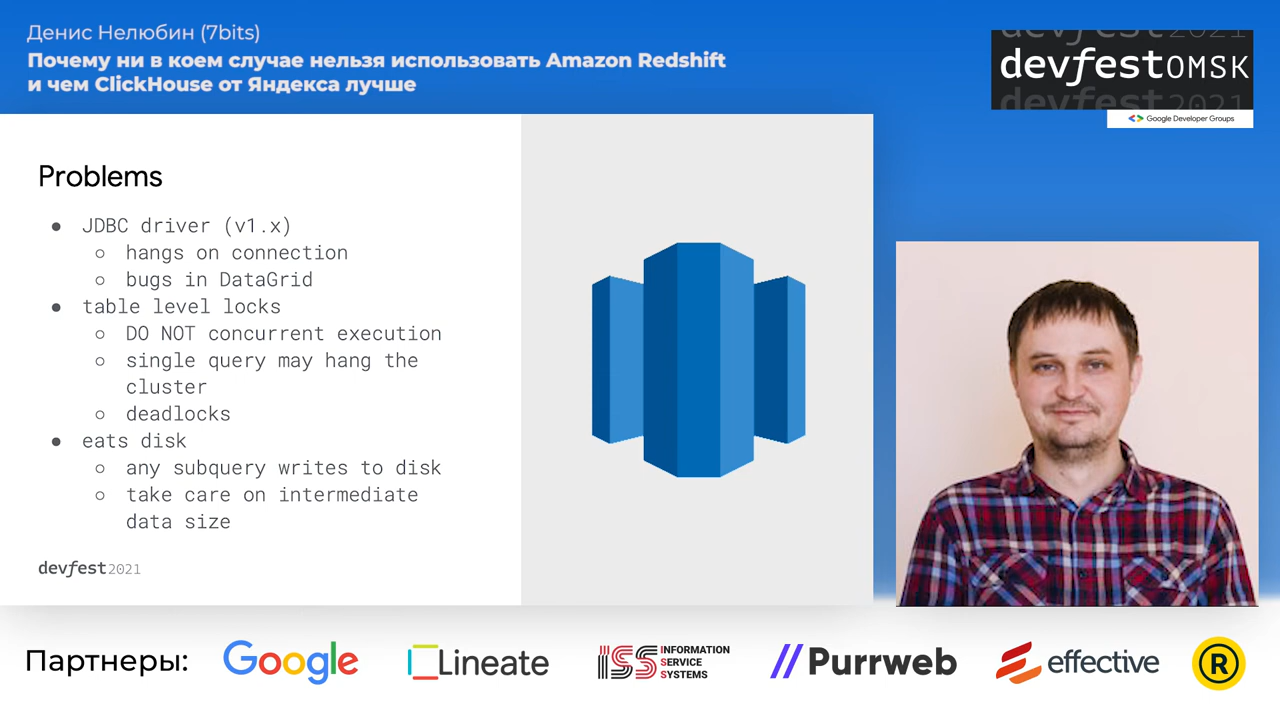 Денис Нелюбин (7bits)
Почему ни в коем случае нельзя использовать Amazon Redshift
и чем ClickHouse от Яндекса лучше
devfest2021
devfestOMSK
devfest2021
Google Developer Groups
Problems
● JDBC driver (v1.x)
○ hangs on connection
○ bugs in DataGrid
● table level locks
○ DO NOT concurrent execution
○ single query may hang the
cluster
○ deadlocks
● eats disk
○ any subquery writes to disk
○ take care on intermediate
data size
devfest2021
Партнеры:
Google
Lineate
ISS INFORMATION
SERVICE
SYSTEMS
Purrweb
effective
R